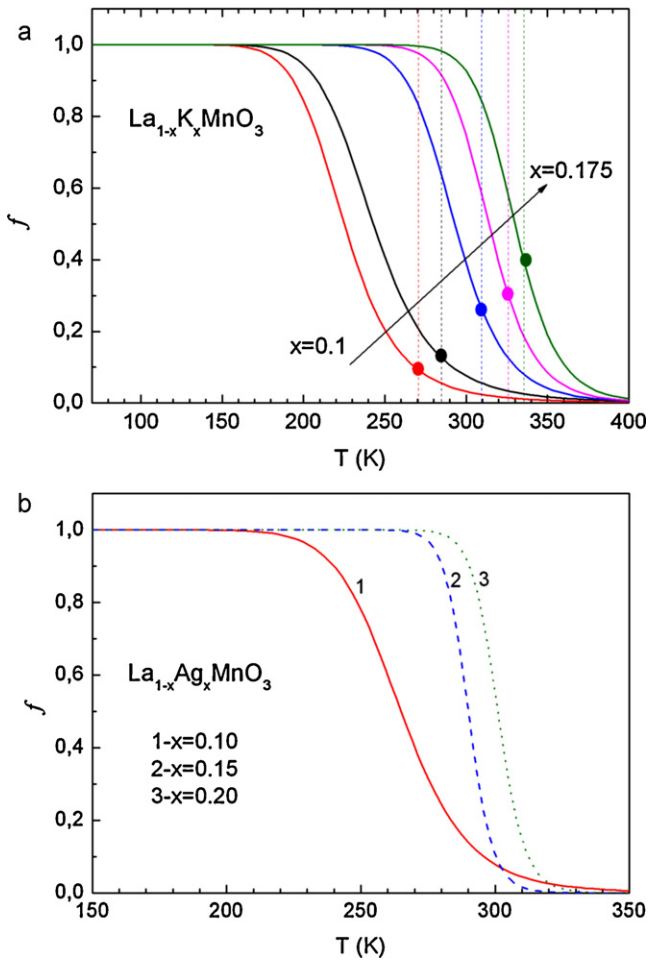 a
1,0
0,8
0,6
0,4
0,2
0,0
f
La1-xKxMnO3
x=0.175
x=0.1
100 150 200 250 300 350 400
T (K)
b
1,0
0,8
0,6
0,4
0,2
0,0
f
1 2 3
La1-xAgxMnO3
1-x=0.10
2-x=0.15
3-x=0.20
150 200 250 300 350
T (K)